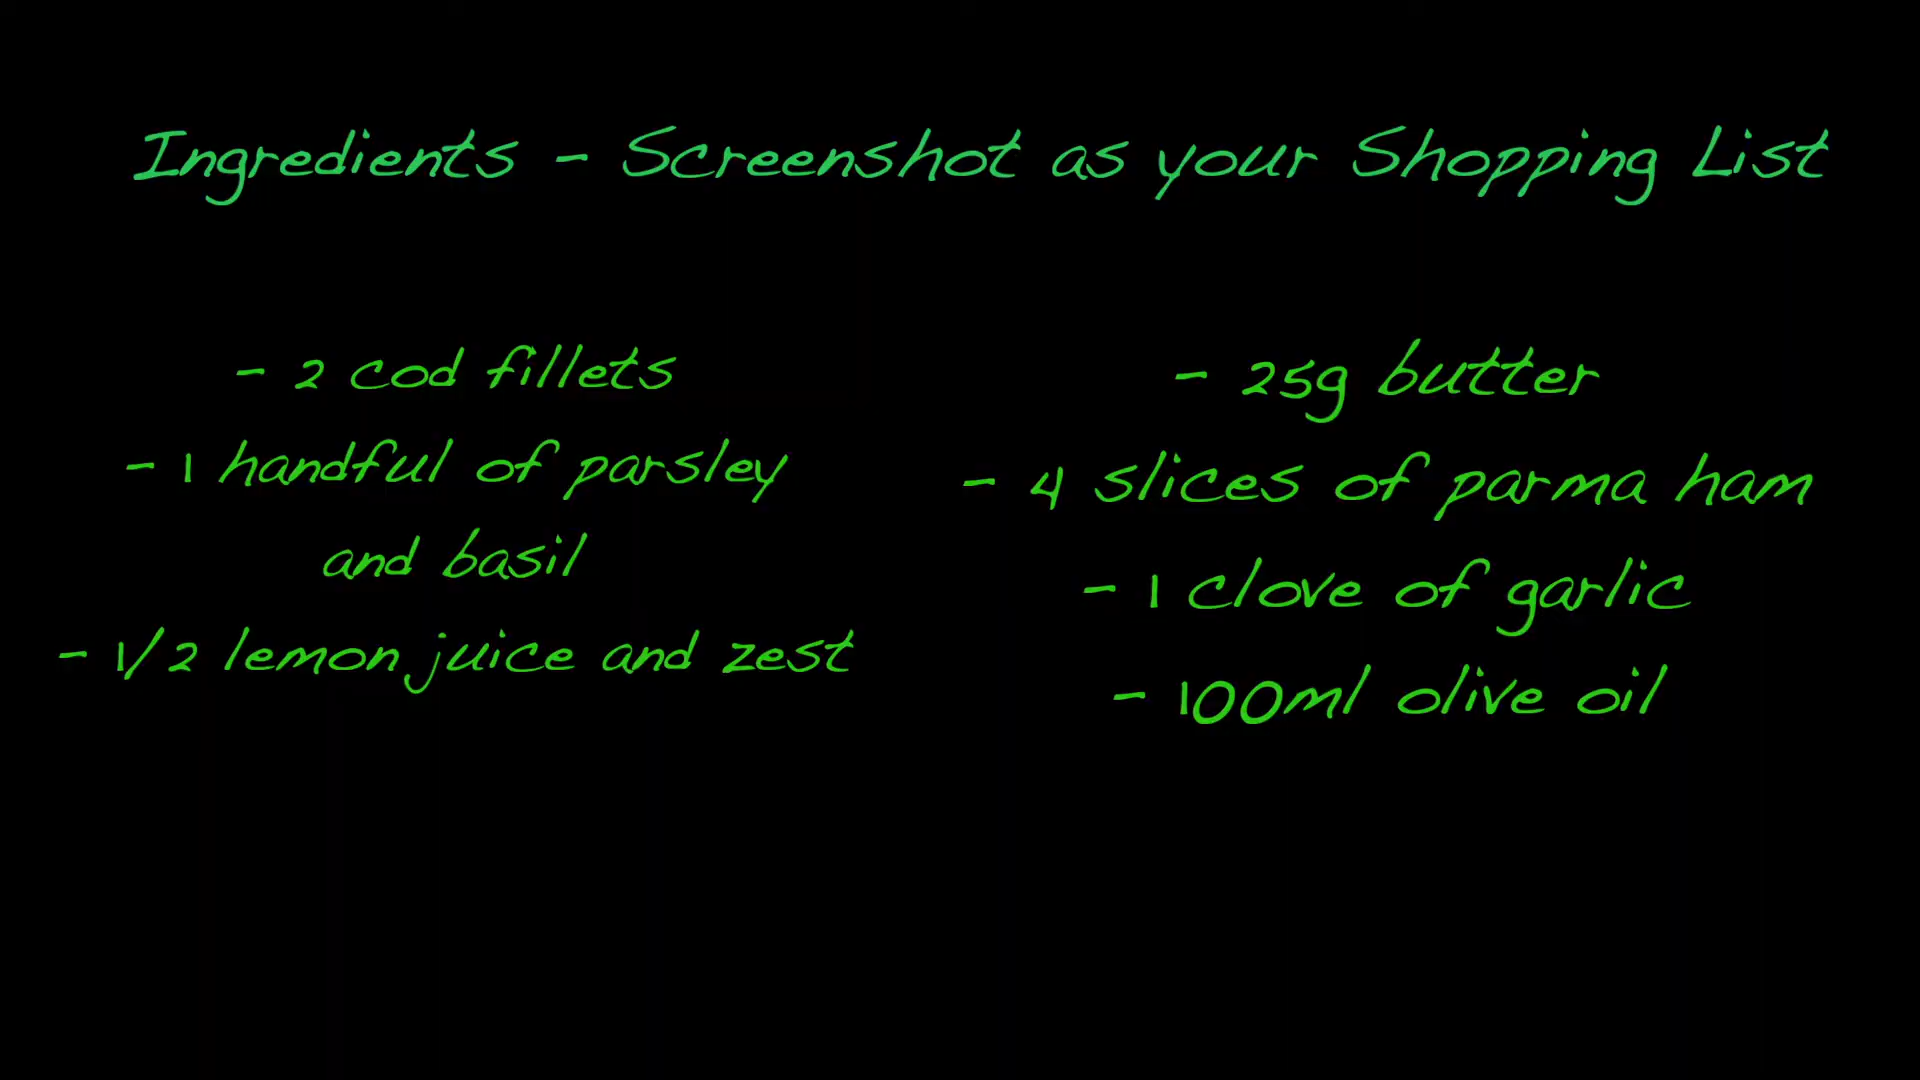 Ingredients - Screenshot as your Shopping List
- 2 cod fillets
- 1 handful of parsley
and basil
- 1/2 lemon juice and zest
- 25g butter
- 4 slices of parma ham
- 1 clove of garlic
- 100ml olive oil